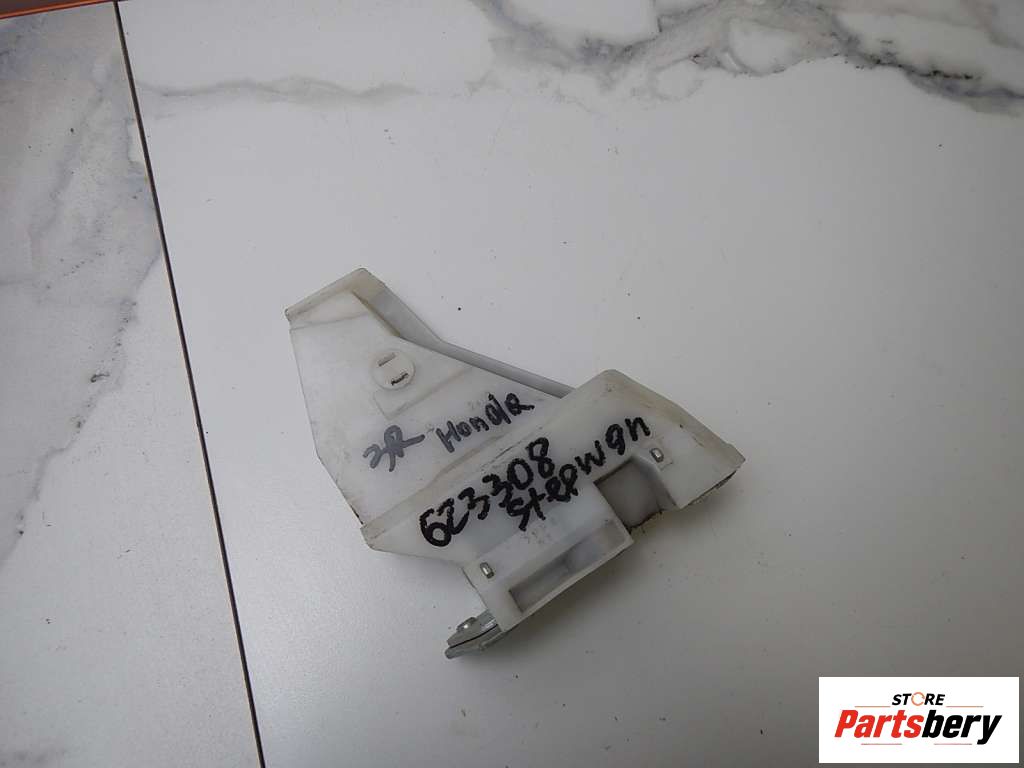 3R Honda
623308
stepwgn
STORE
Partsbery